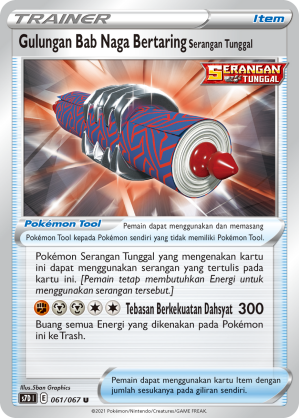 TRAINER
Item
Gulungan Bab Naga Bertaring Serangan Tunggal
SERANGAN
TUNGGAL
Pokémon Tool
Pemain dapat menggunakan dan memasang
Pokémon Tool kepada Pokémon sendiri yang tidak memiliki Pokémon Tool.
Pokémon Serangan Tunggal yang mengenakan kartu
ini dapat menggunakan serangan yang tertulis pada
kartu ini. [Pemain tetap membutuhkan Energi untuk
mengggunakan serangan tersebut.]
Tebasan Berkekuatan Dahsyat 300
Buang semua Energi yang dikenakan pada Pokémon
ini ke Trash.
Illus.5ban Graphics
S7D I E 061/067 U
Pemain dapat menggunakan kartu Item dengan
jumlah sesukanya pada giliran sendiri.
©2021 Pokémon/Nintendo/Creatures/GAME FREAK